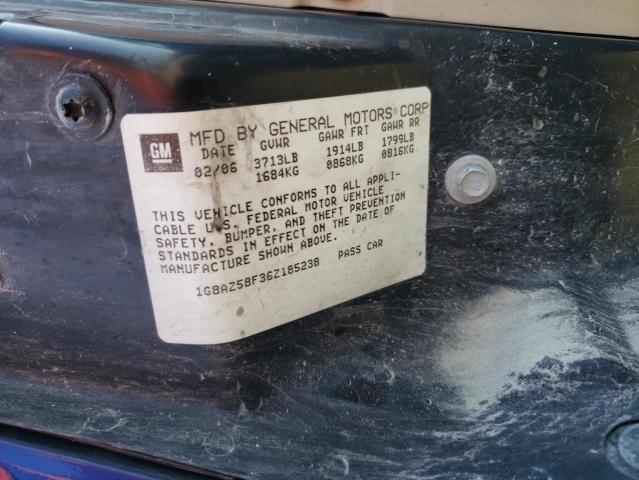 GM
MFD BY GENERAL MOTORS CORP
DATE GVWR GAWR FRT GAWR RR
02/06 3713LB 1914LB 1799LB
1684KG 0868KG 0816KG
THIS VEHICLE CONFORMS TO ALL APPLI-
CABLE U.S. FEDERAL MOTOR VEHICLE
SAFETY, BUMPER, AND THEFT PREVENTION
STANDARDS IN EFFECT ON THE DATE OF
MANUFACTURE SHOWN ABOVE.
1G8AZ58F36Z185238 PASS CAR